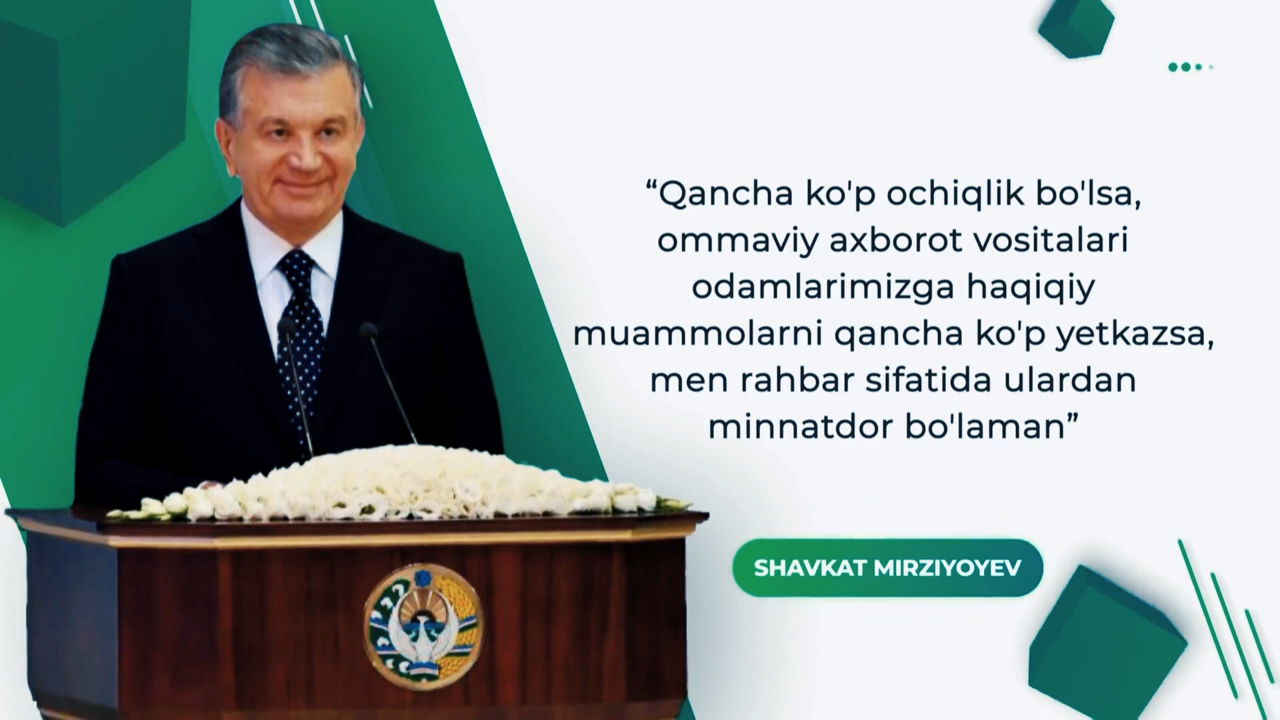 “Qancha ko'p ochiqlik bo'lsa,
ommaviy axborot vositalari
odamlarimizga haqiqiy
muammolarni qancha ko'p yetkazsa,
men rahbar sifatida ulardan
minnatdor bo'laman”
SHAVKAT MIRZIYOYEV